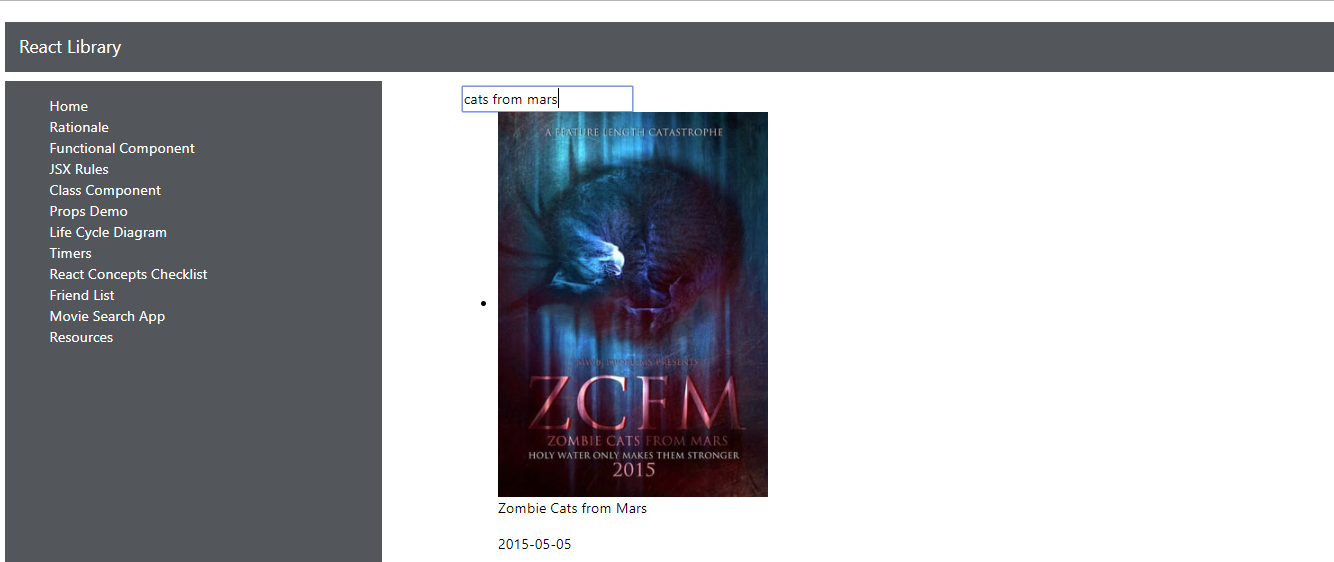 React Library
Home
Rationale
Functional Component
JSX Rules
Class Component
Props Demo
Life Cycle Diagram
Timers
React Concepts Checklist
Friend List
Movie Search App
Resources
cats from mars
A FEATURE LENGTH CATASTROPHE
PRESENTS
ZCFM
ZOMBIE CATS FROM MARS
HOLY WATER ONLY MAKES THEM STRONGER
2015
Zombie Cats from Mars
2015-05-05